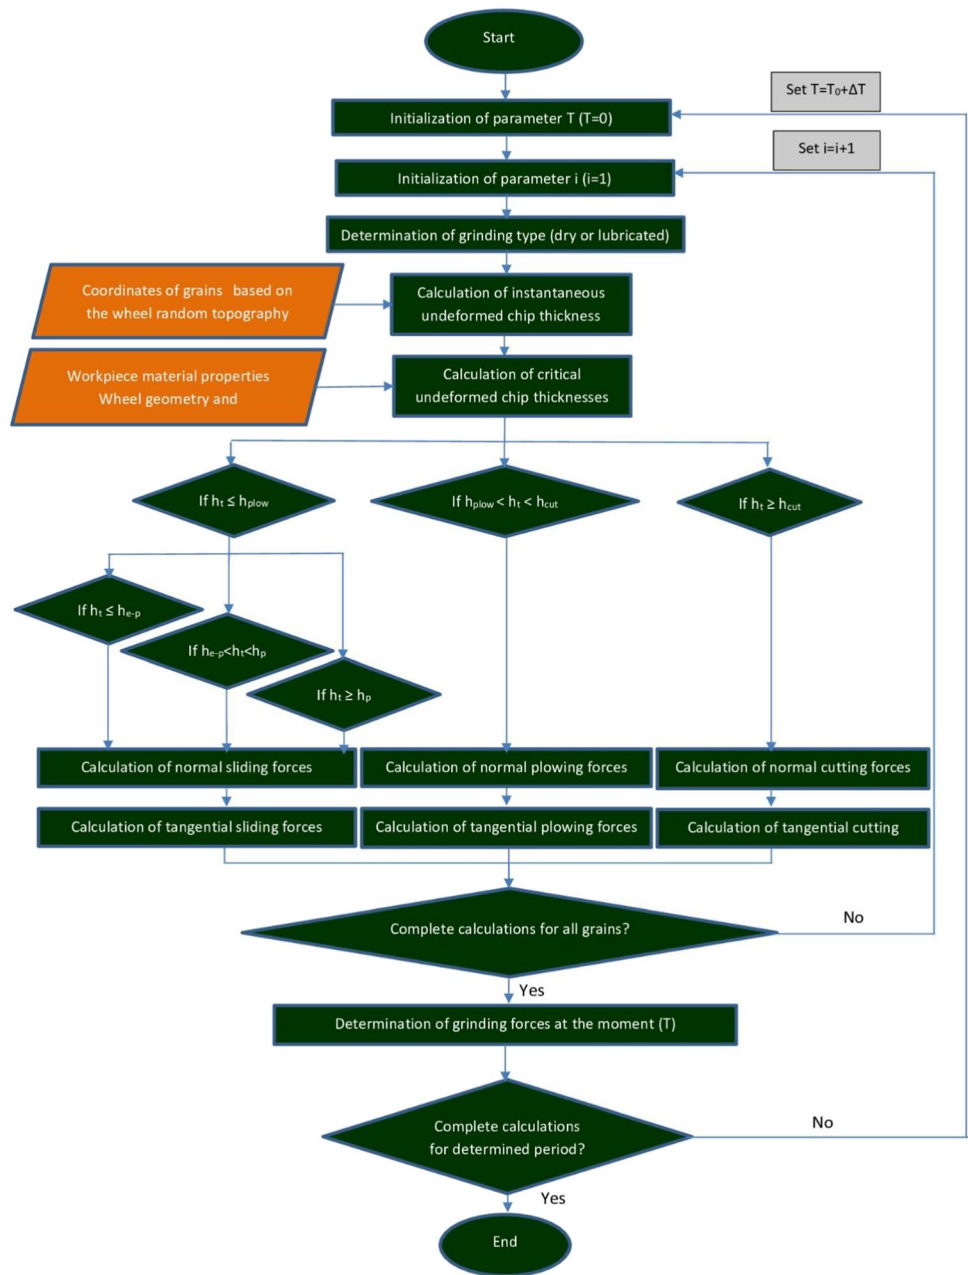 Start
Set T=T₀+ΔT
Initialization of parameter T (T=0)
Set i=i+1
Initialization of parameter i (i=1)
Determination of grinding type (dry or lubricated)
Coordinates of grains based on
the wheel random topography
Calculation of instantaneous
undeformed chip thickness
Workpiece material properties
Wheel geometry and
Calculation of critical
undeformed chip thicknesses
If hₜ ≤ hplow
If hplow < hₜ < hcut
If hₜ ≥ hcut
If hₜ ≤ he-p
If he-p<hₜ<hp
If hₜ ≥ hp
Calculation of normal sliding forces
Calculation of normal plowing forces
Calculation of normal cutting forces
Calculation of tangential sliding forces
Calculation of tangential plowing forces
Calculation of tangential cutting
Complete calculations for all grains?
No
Yes
Determination of grinding forces at the moment (T)
Complete calculations
for determined period?
No
Yes
End